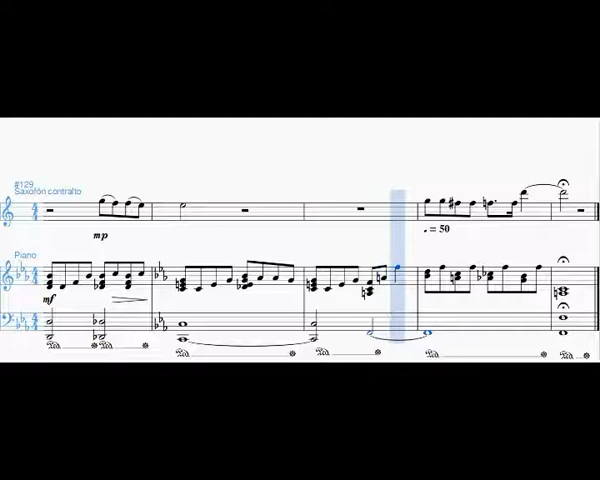 #129
Saxofón contralto
mp
♩. = 50
Piano
mf